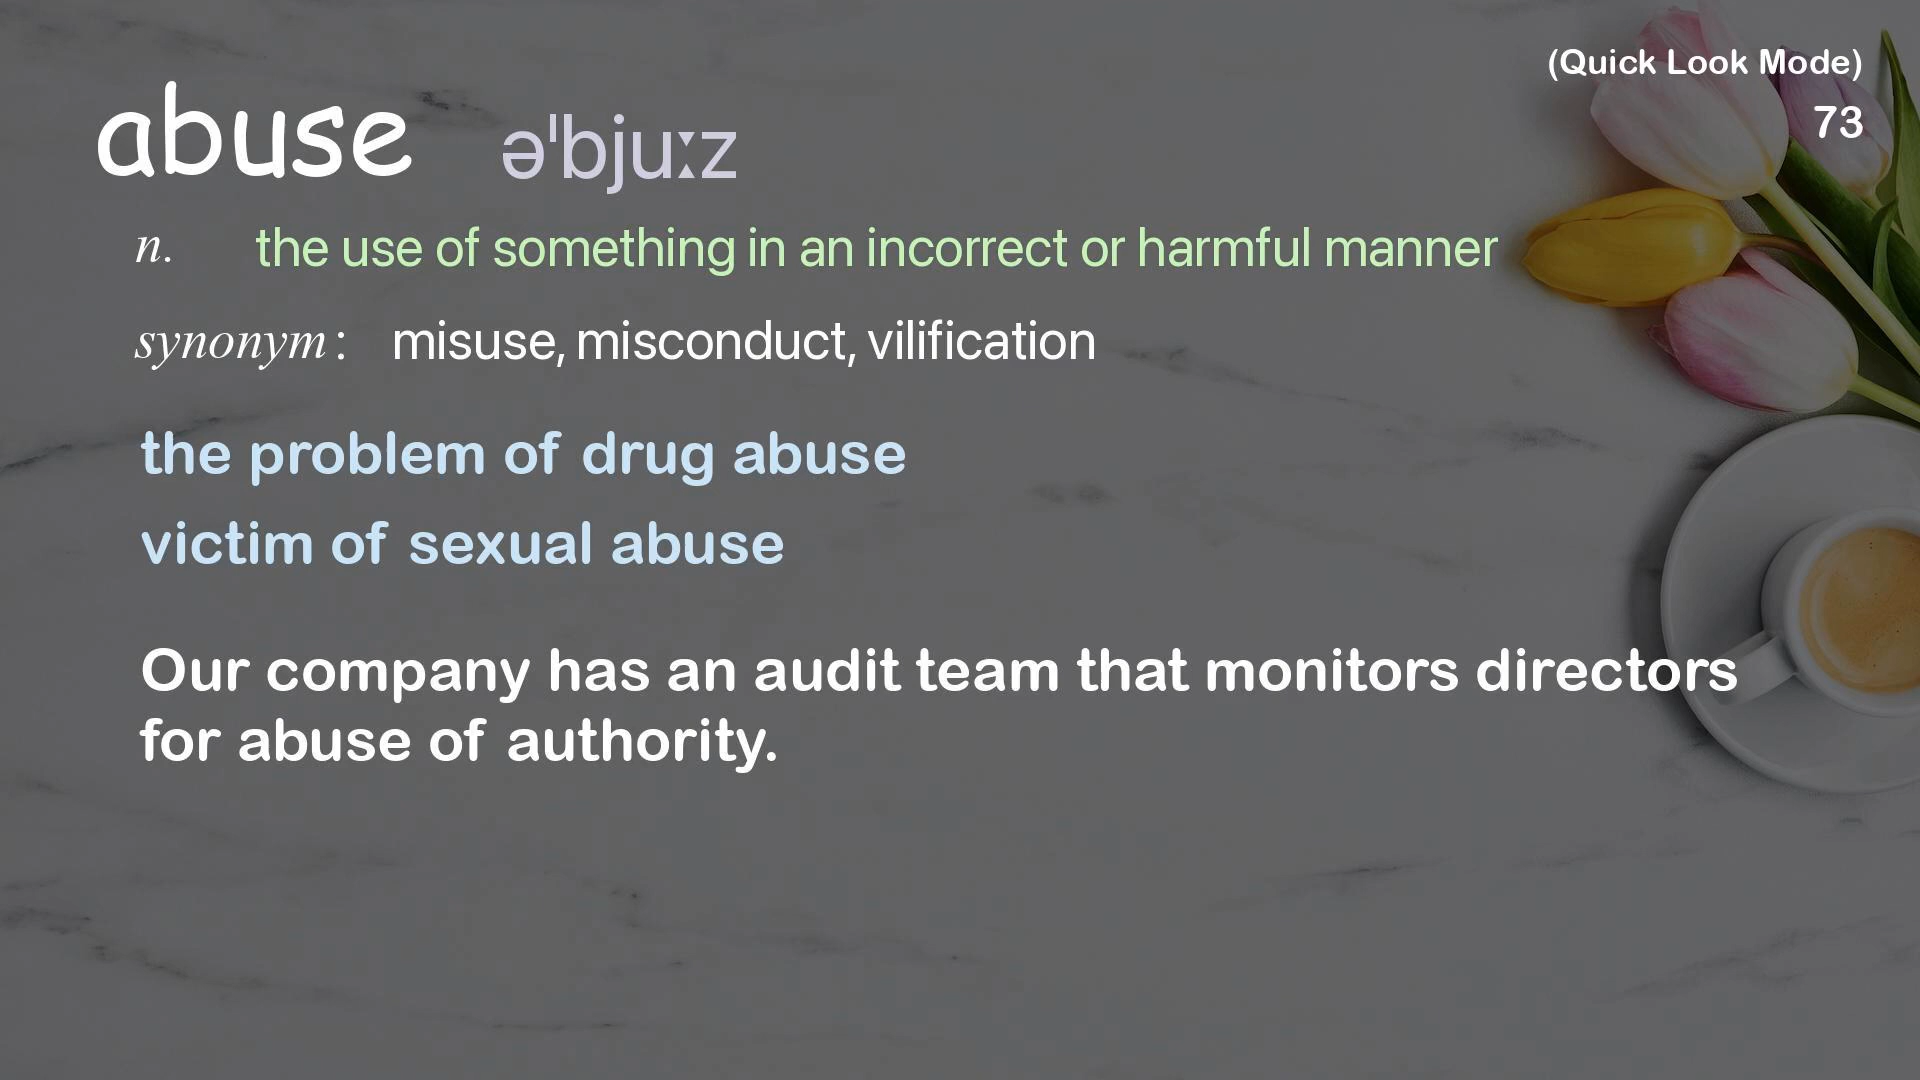 (Quick Look Mode)
73
abuse əˈbjuːz
n. the use of something in an incorrect or harmful manner
synonym : misuse, misconduct, vilification
the problem of drug abuse
victim of sexual abuse
Our company has an audit team that monitors directors
for abuse of authority.